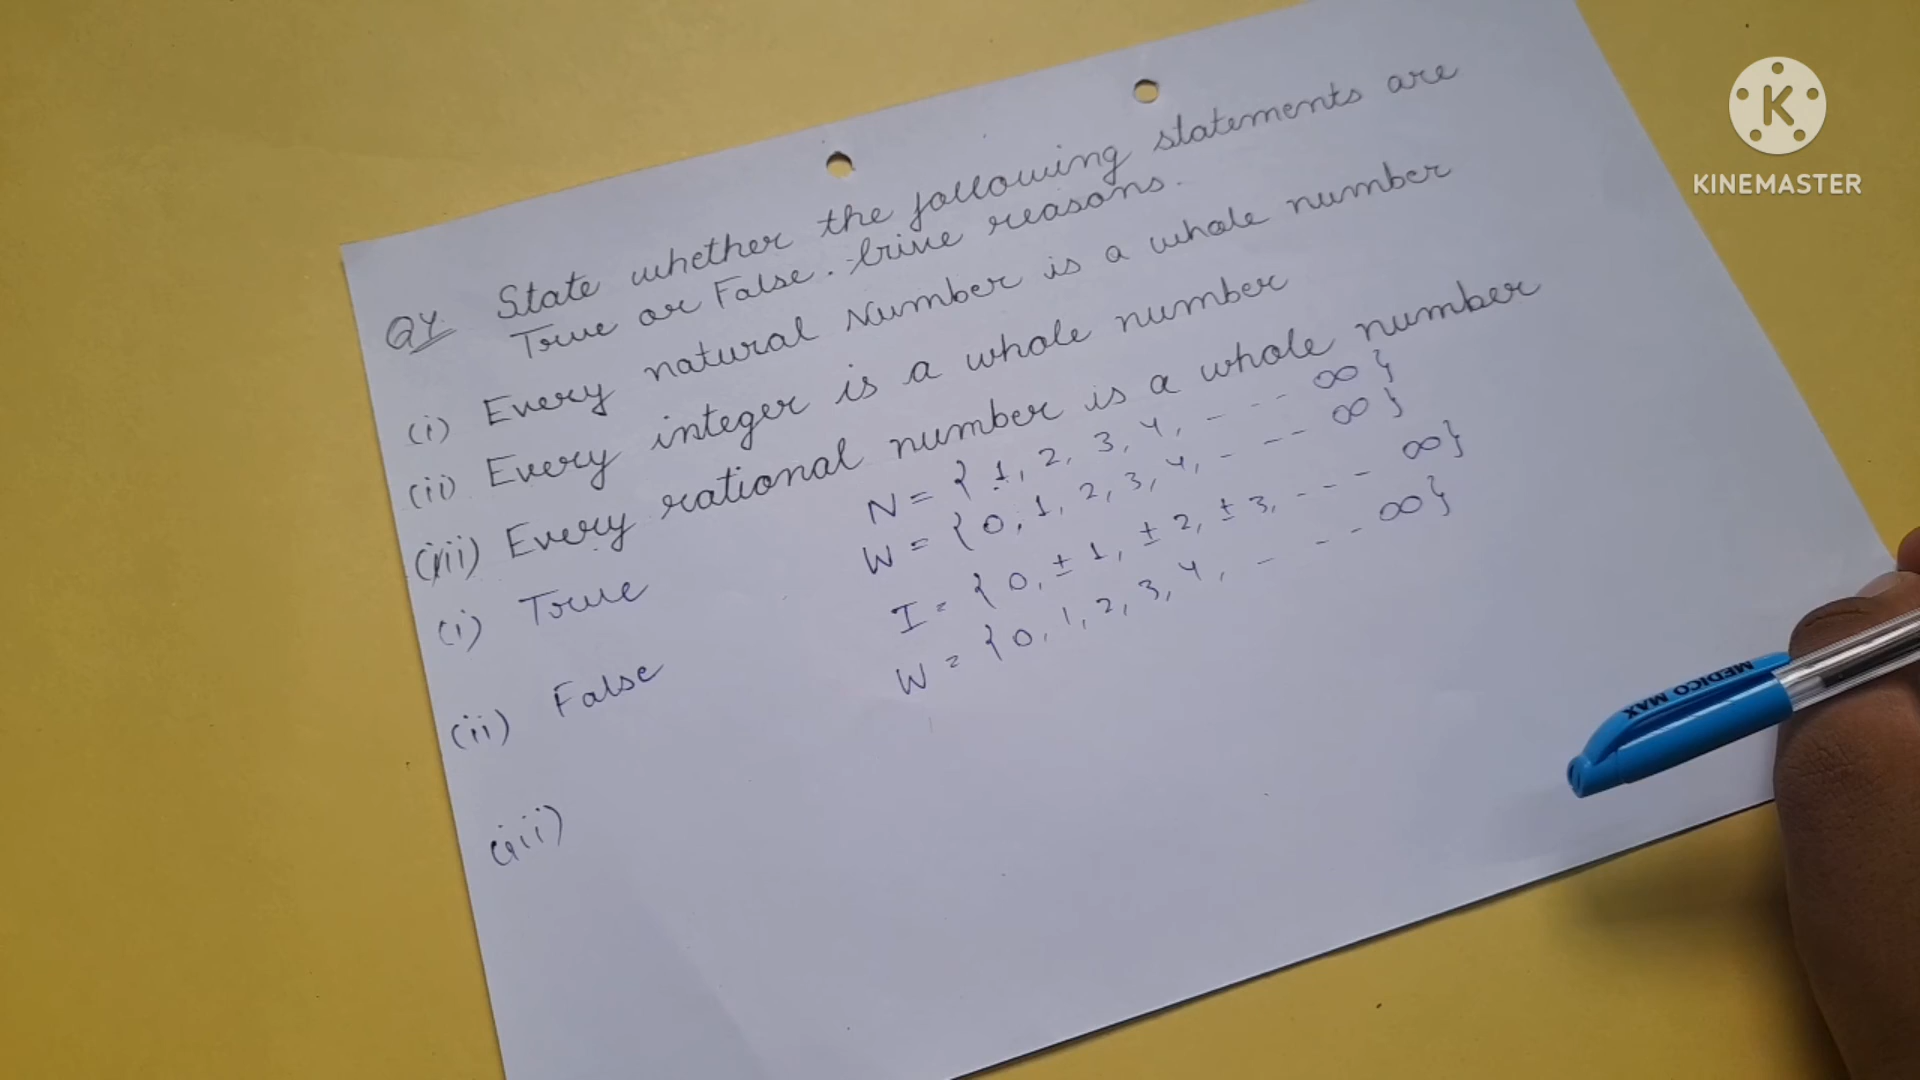 Q4 State whether the following statements are
True or False. Give reasons.
(i) Every natural Number is a whole number
(ii) Every integer is a whole number
(iii) Every rational number is a whole number
(i) True N = { 1, 2, 3, 4, - - - ∞ }
W = { 0, 1, 2, 3, 4, - - - ∞ }
(ii) False I = { 0, ± 1, ± 2, ± 3, - - - ∞ }
W = { 0, 1, 2, 3, 4, - - - ∞ }
(iii)
MEDICO MAX
K
KINEMASTER